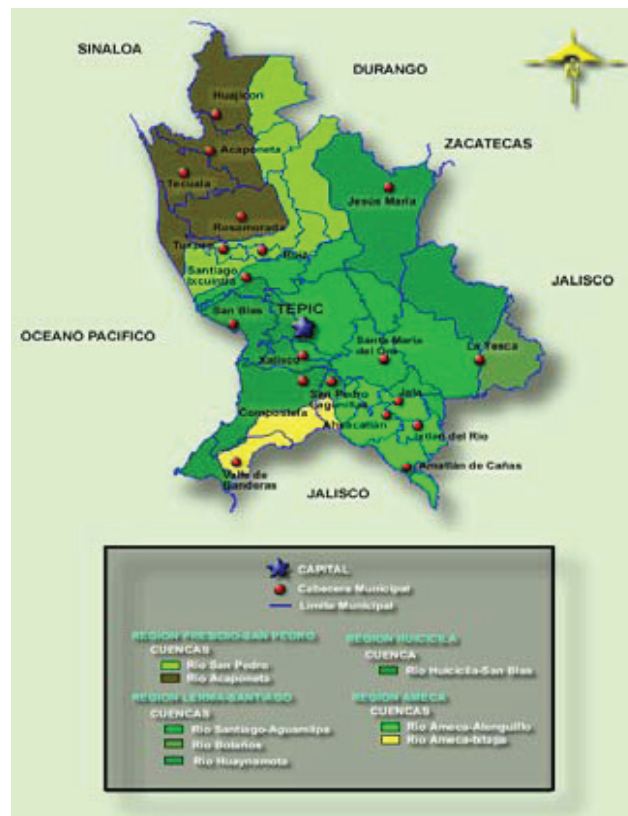 SINALOA
DURANGO
N
Huajicori
ZACATECAS
Acaponeta
Tecuala
Jesús María
Rosamorada
Tuxpan
Ruiz
Santiago
Ixcuintla
JALISCO
San Blas
TEPIC
OCEANO PACIFICO
Santa María
del Oro
La Yesca
Xalisco
San Pedro
Lagunillas
Jala
Compostela
Ahuacatlán
Ixtlán del Río
Amatlán de Cañas
Valle de
Banderas
JALISCO
CAPITAL
Cabecera Municipal
Límite Municipal
REGION PRESIDIO-SAN PEDRO
CUENCAS
Río San Pedro
Río Acaponeta
REGION HUICICILA
CUENCA
Río Huicicila-San Blas
REGION LERMA-SANTIAGO
CUENCAS
Río Santiago-Aguamilpa
Río Bolaños
Río Huaynamota
REGION AMECA
CUENCAS
Río Ameca-Atenguillo
Río Ameca-Ixtapa